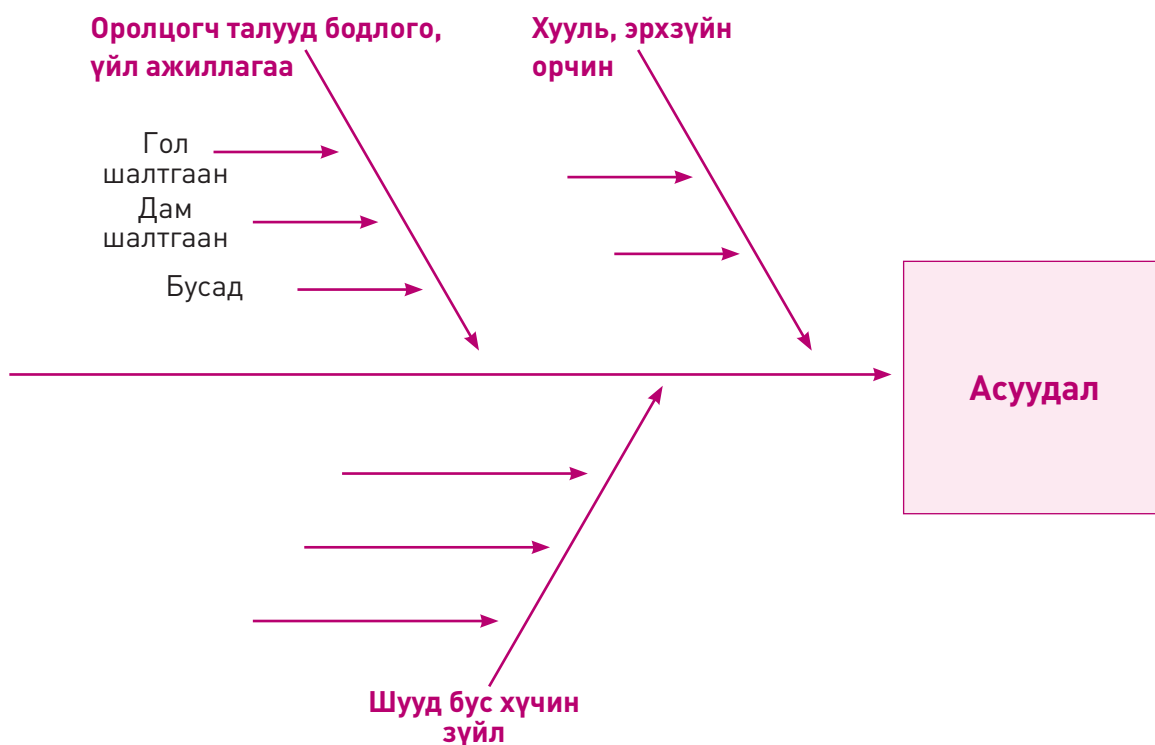 Оролцогч талууд бодлого,
үйл ажиллагаа
Хууль, эрхзүйн
орчин
Гол
шалтгаан
Дам
шалтгаан
Бусад
Асуудал
Шууд бус хүчин
зүйл